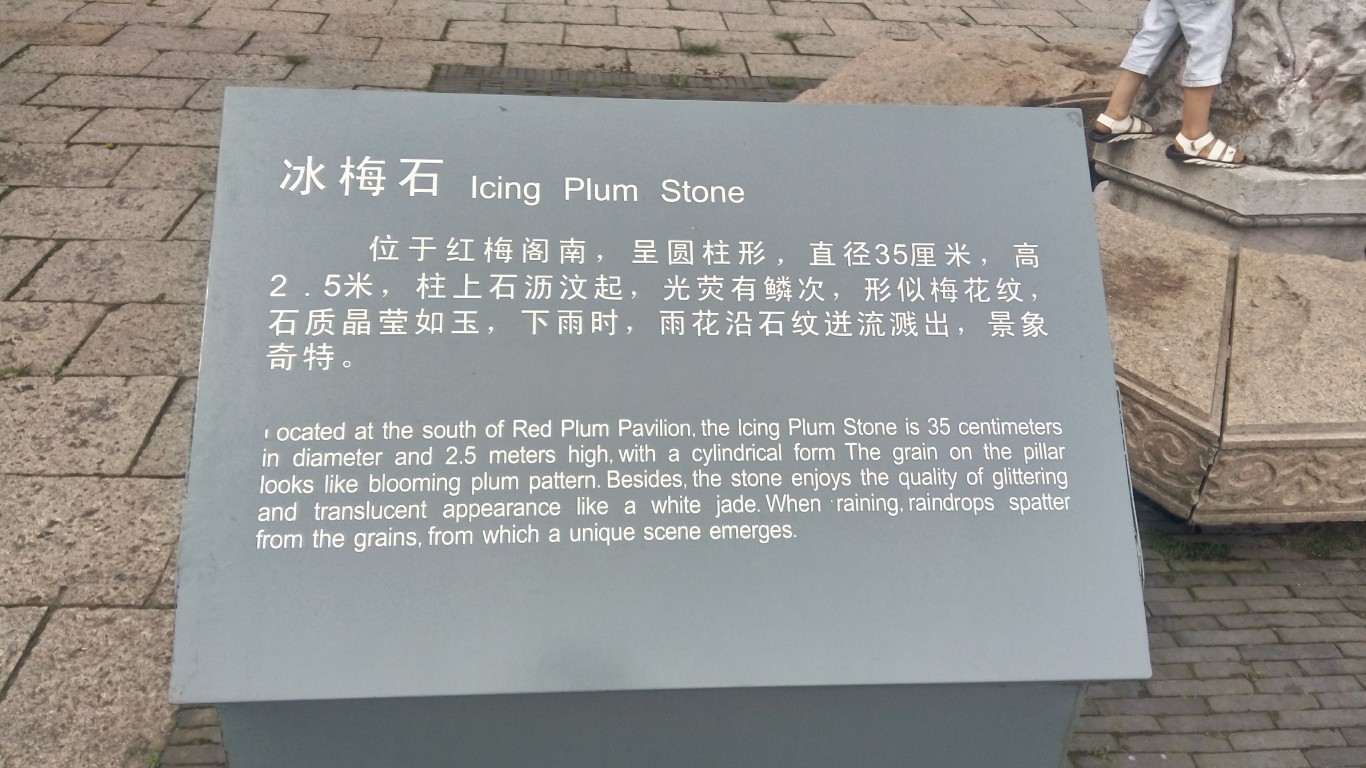 冰梅石 Icing Plum Stone
位于红梅阁南，呈圆柱形，直径35厘米，高
2.5米，柱上石沥汶起，光荧有鳞次，形似梅花纹，
石质晶莹如玉，下雨时，雨花沿石纹迸流溅出，景象
奇特。
ocated at the south of Red Plum Pavilion, the Icing Plum Stone is 35 centimeters
in diameter and 2.5 meters high, with a cylindrical form The grain on the pillar
looks like blooming plum pattern. Besides, the stone enjoys the quality of glittering
and translucent appearance like a white jade. When raining, raindrops spatter
from the grains, from which a unique scene emerges.